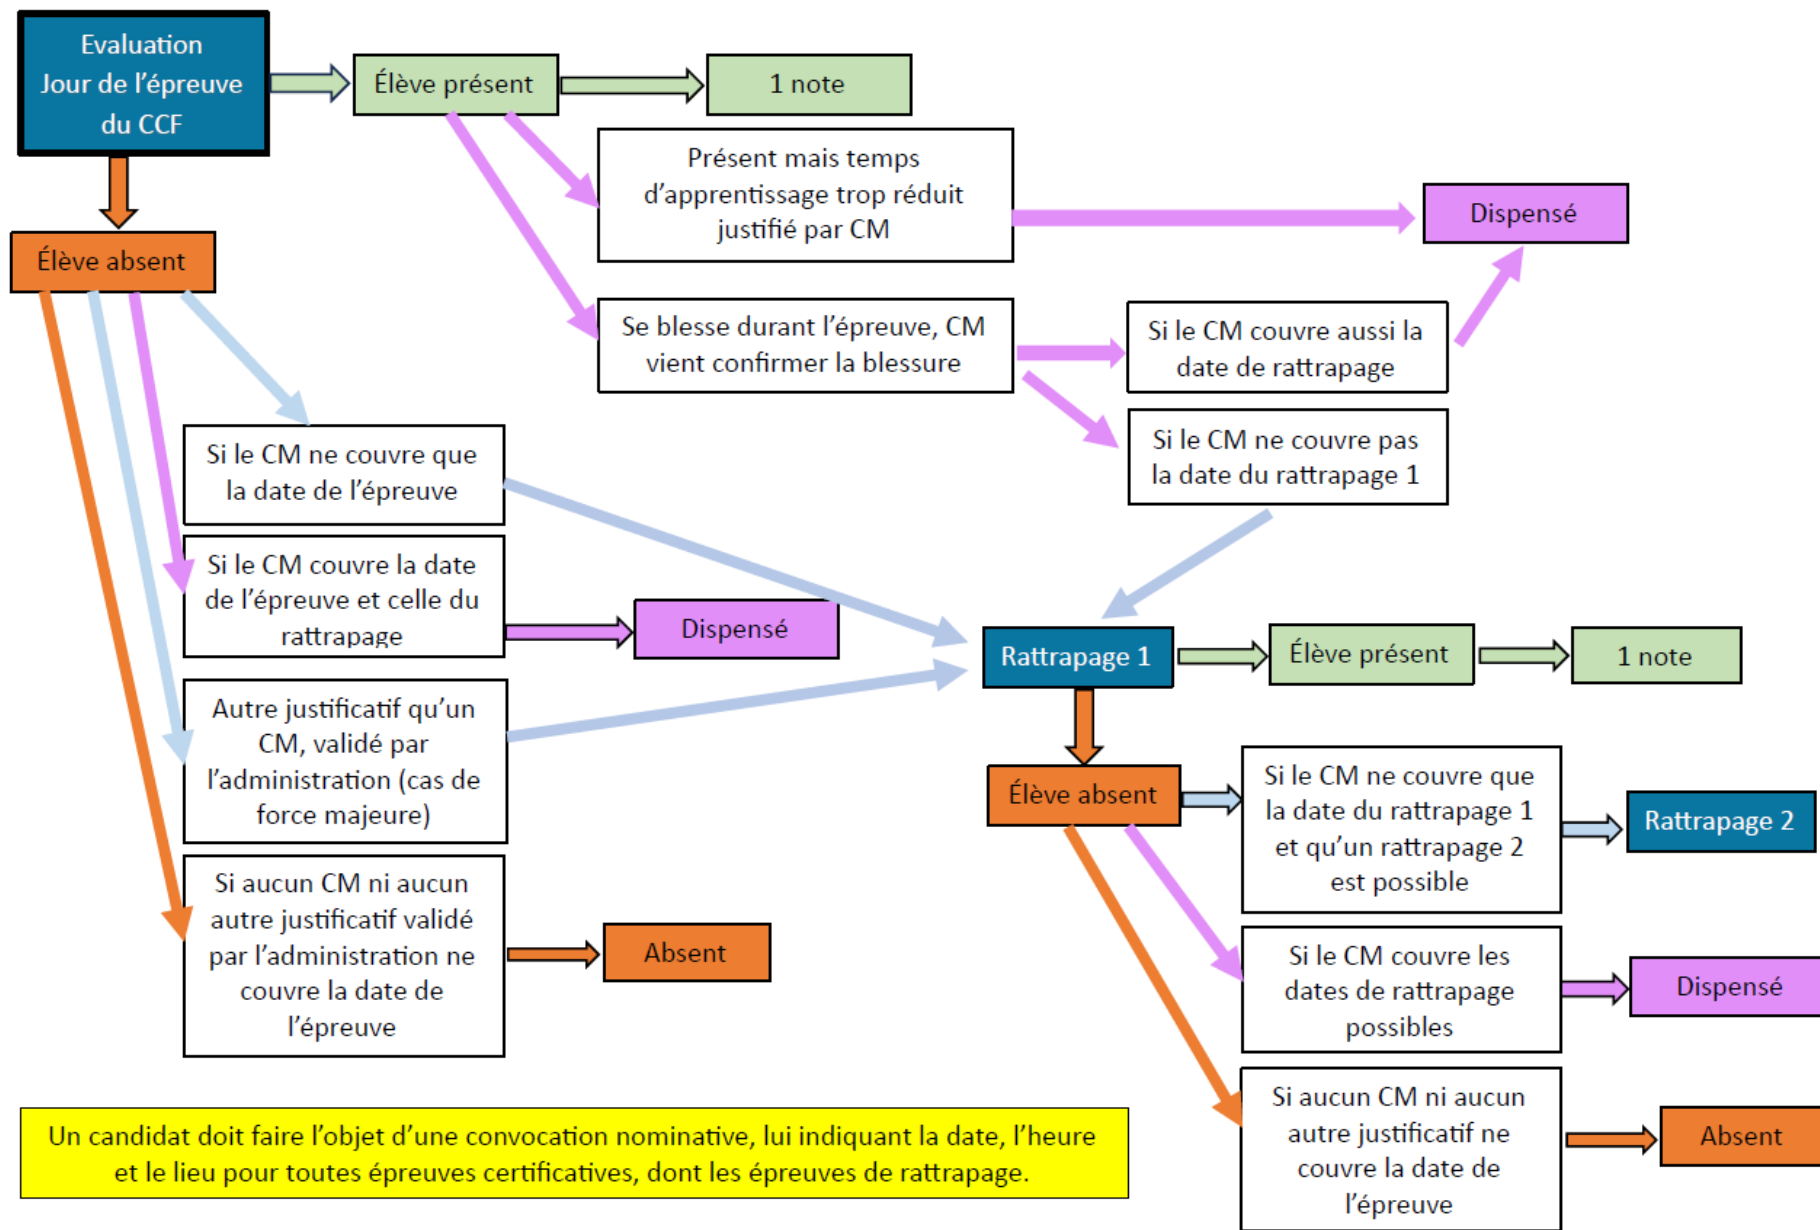 Evaluation
Jour de l’épreuve
du CCF
Élève présent
1 note
Présent mais temps
d’apprentissage trop réduit
justifié par CM
Dispensé
Élève absent
Se blesse durant l’épreuve, CM
vient confirmer la blessure
Si le CM couvre aussi la
date de rattrapage
Si le CM ne couvre pas
la date du rattrapage 1
Si le CM ne couvre que
la date de l’épreuve
Si le CM couvre la date
de l’épreuve et celle du
rattrapage
Dispensé
Autre justificatif qu’un
CM, validé par
l’administration (cas de
force majeure)
Si aucun CM ni aucun
autre justificatif validé
par l’administration ne
couvre la date de
l’épreuve
Absent
Rattrapage 1
Élève présent
1 note
Élève absent
Si le CM ne couvre que
la date du rattrapage 1
et qu’un rattrapage 2
est possible
Rattrapage 2
Si le CM couvre les
dates de rattrapage
possibles
Dispensé
Si aucun CM ni aucun
autre justificatif ne
couvre la date de
l’épreuve
Absent
Un candidat doit faire l’objet d’une convocation nominative, lui indiquant la date, l’heure
et le lieu pour toutes épreuves certificatives, dont les épreuves de rattrapage.